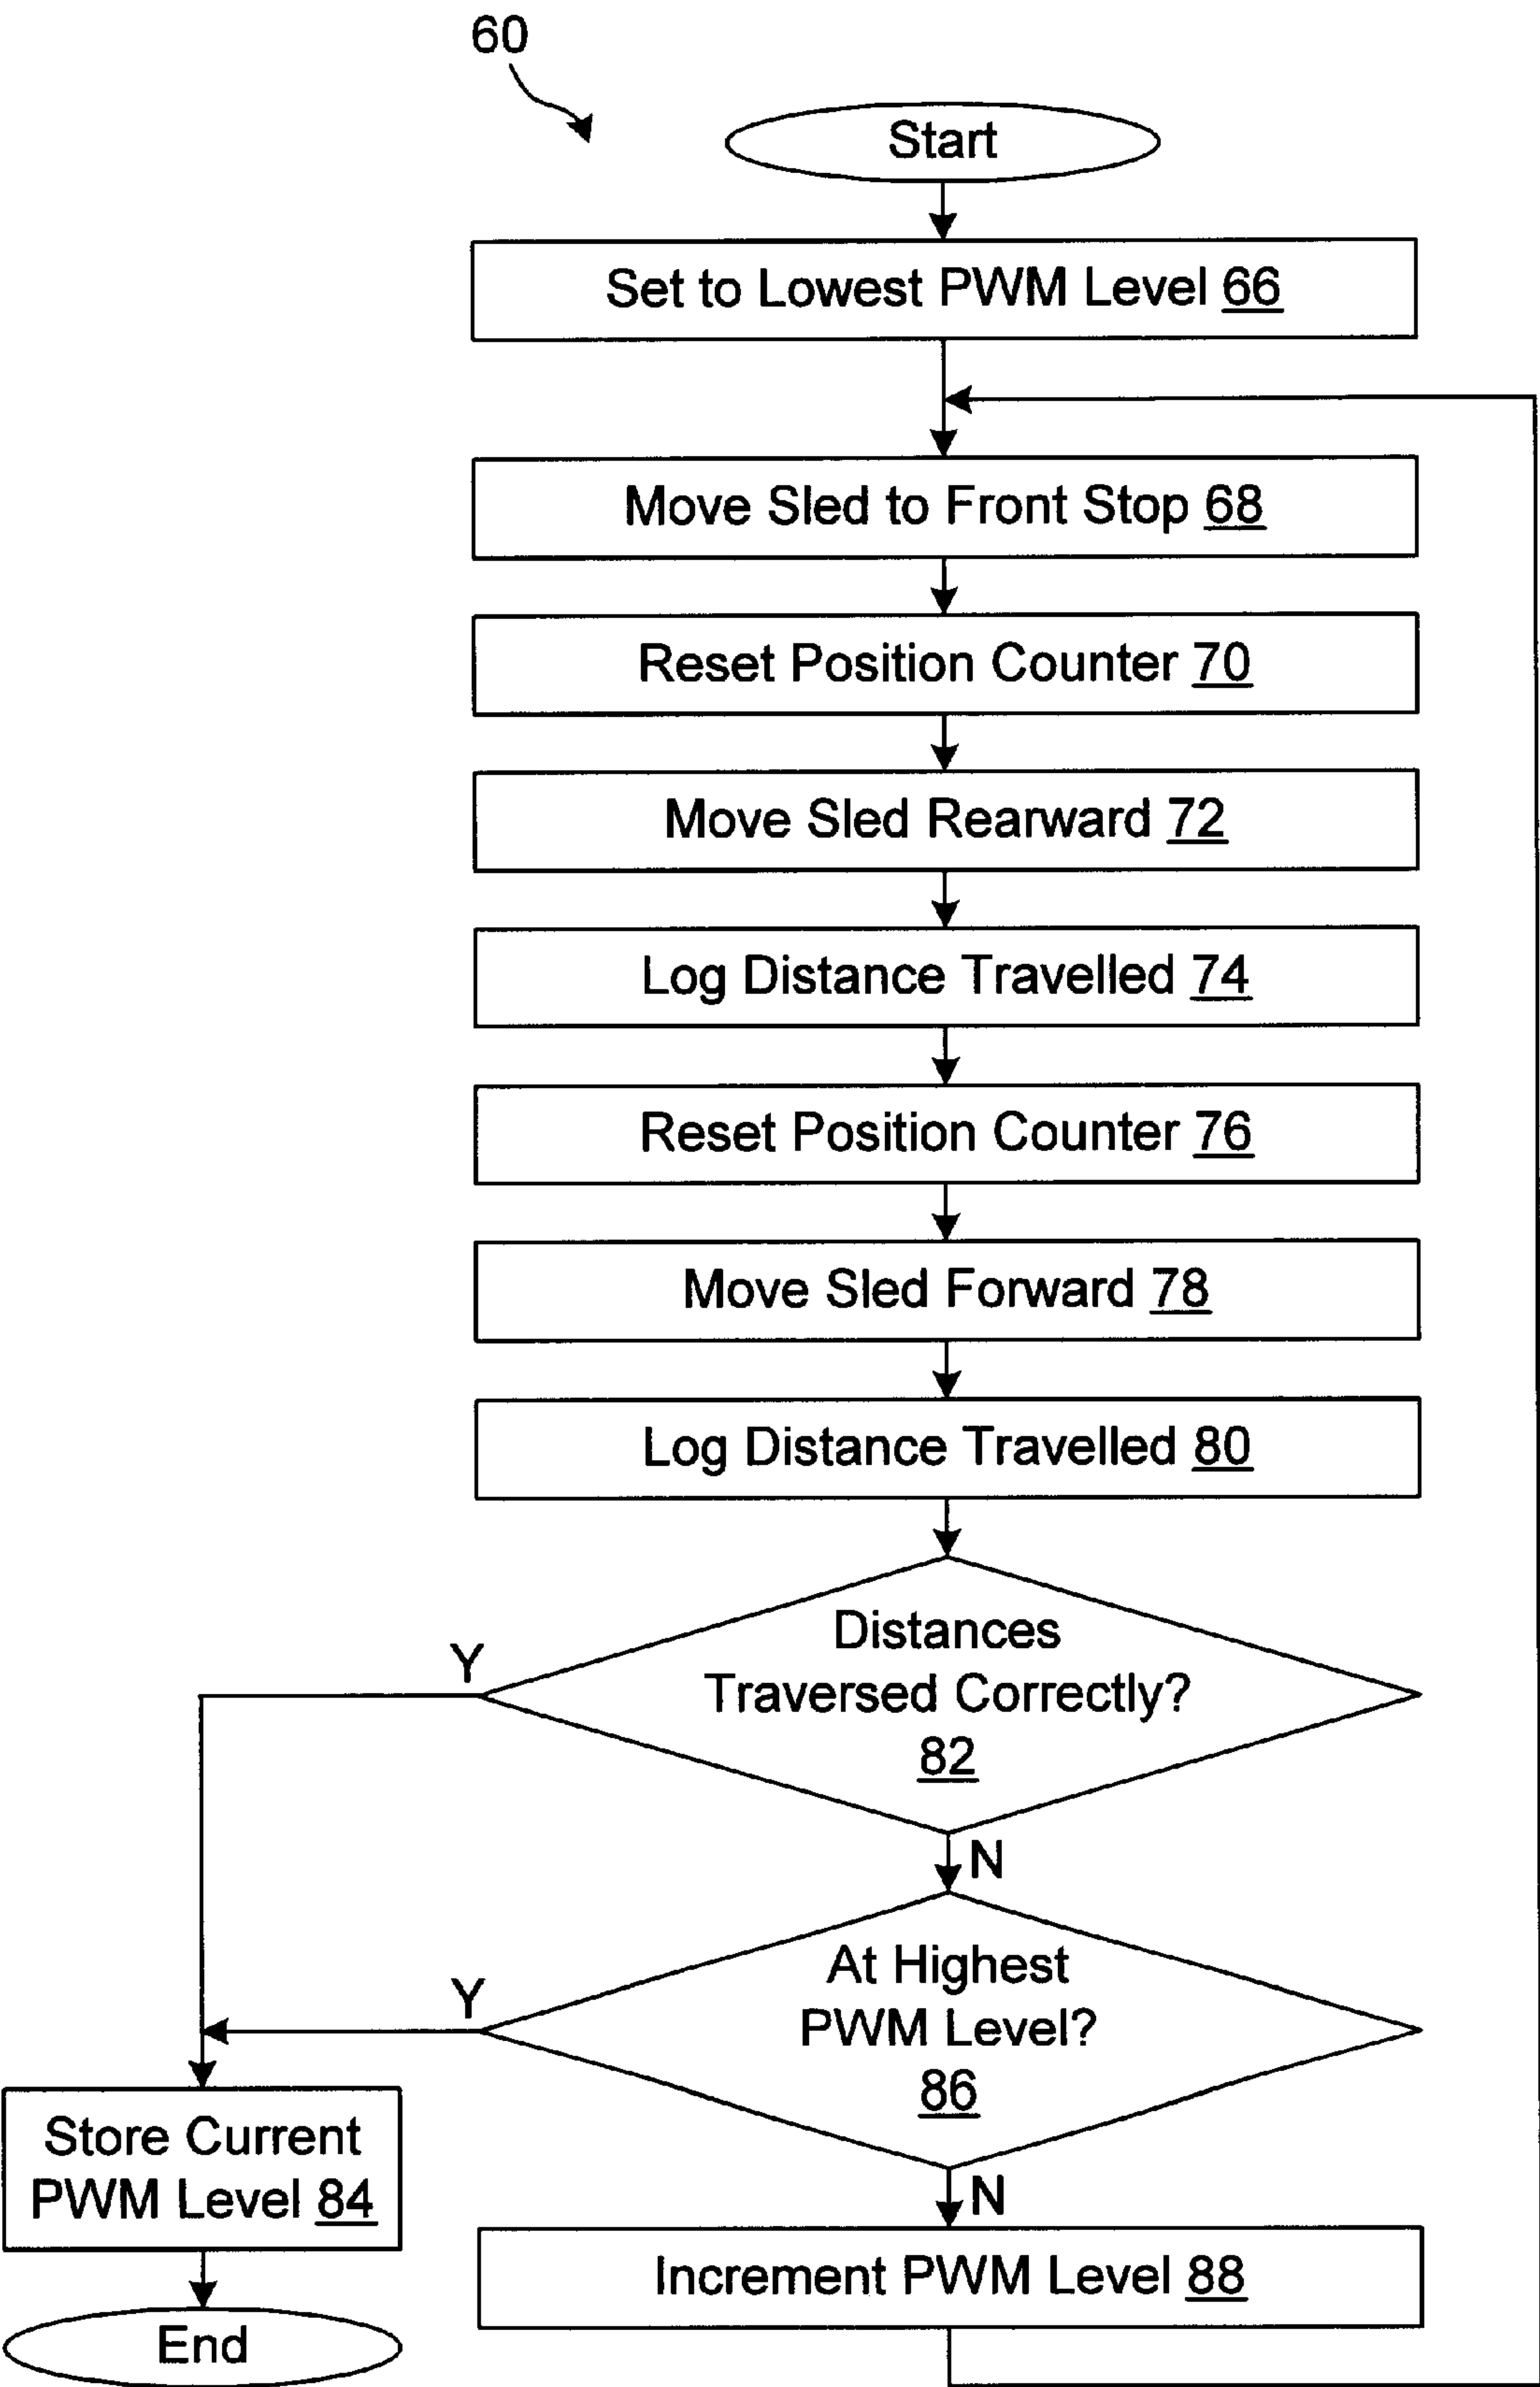 60
Start
Set to Lowest PWM Level 66
Move Sled to Front Stop 68
Reset Position Counter 70
Move Sled Rearward 72
Log Distance Travelled 74
Reset Position Counter 76
Move Sled Forward 78
Log Distance Travelled 80
Distances
Traversed Correctly?
82
Y
N
At Highest
PWM Level?
86
Y
N
Store Current
PWM Level 84
Increment PWM Level 88
End